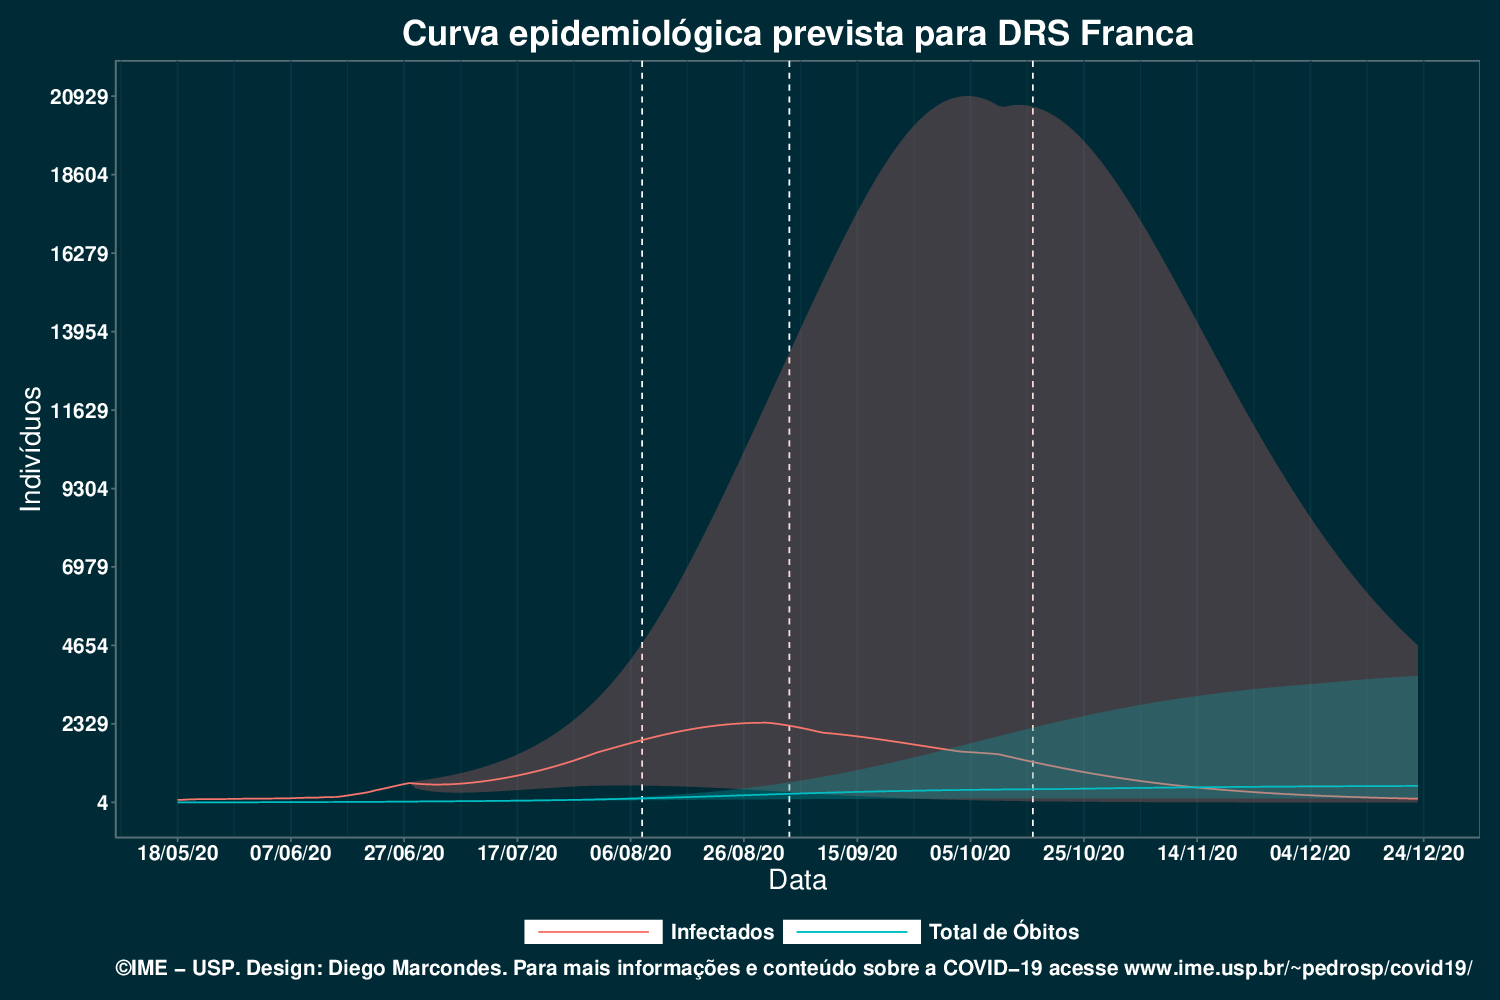 Curva epidemiológica prevista para DRS Franca
Indivíduos
20929
18604
16279
13954
11629
9304
6979
4654
2329
4
18/05/20 07/06/20 27/06/20 17/07/20 06/08/20 26/08/20 15/09/20 05/10/20 25/10/20 14/11/20 04/12/20 24/12/20
Data
Infectados Total de Óbitos
©IME − USP. Design: Diego Marcondes. Para mais informações e conteúdo sobre a COVID−19 acesse www.ime.usp.br/~pedrosp/covid19/